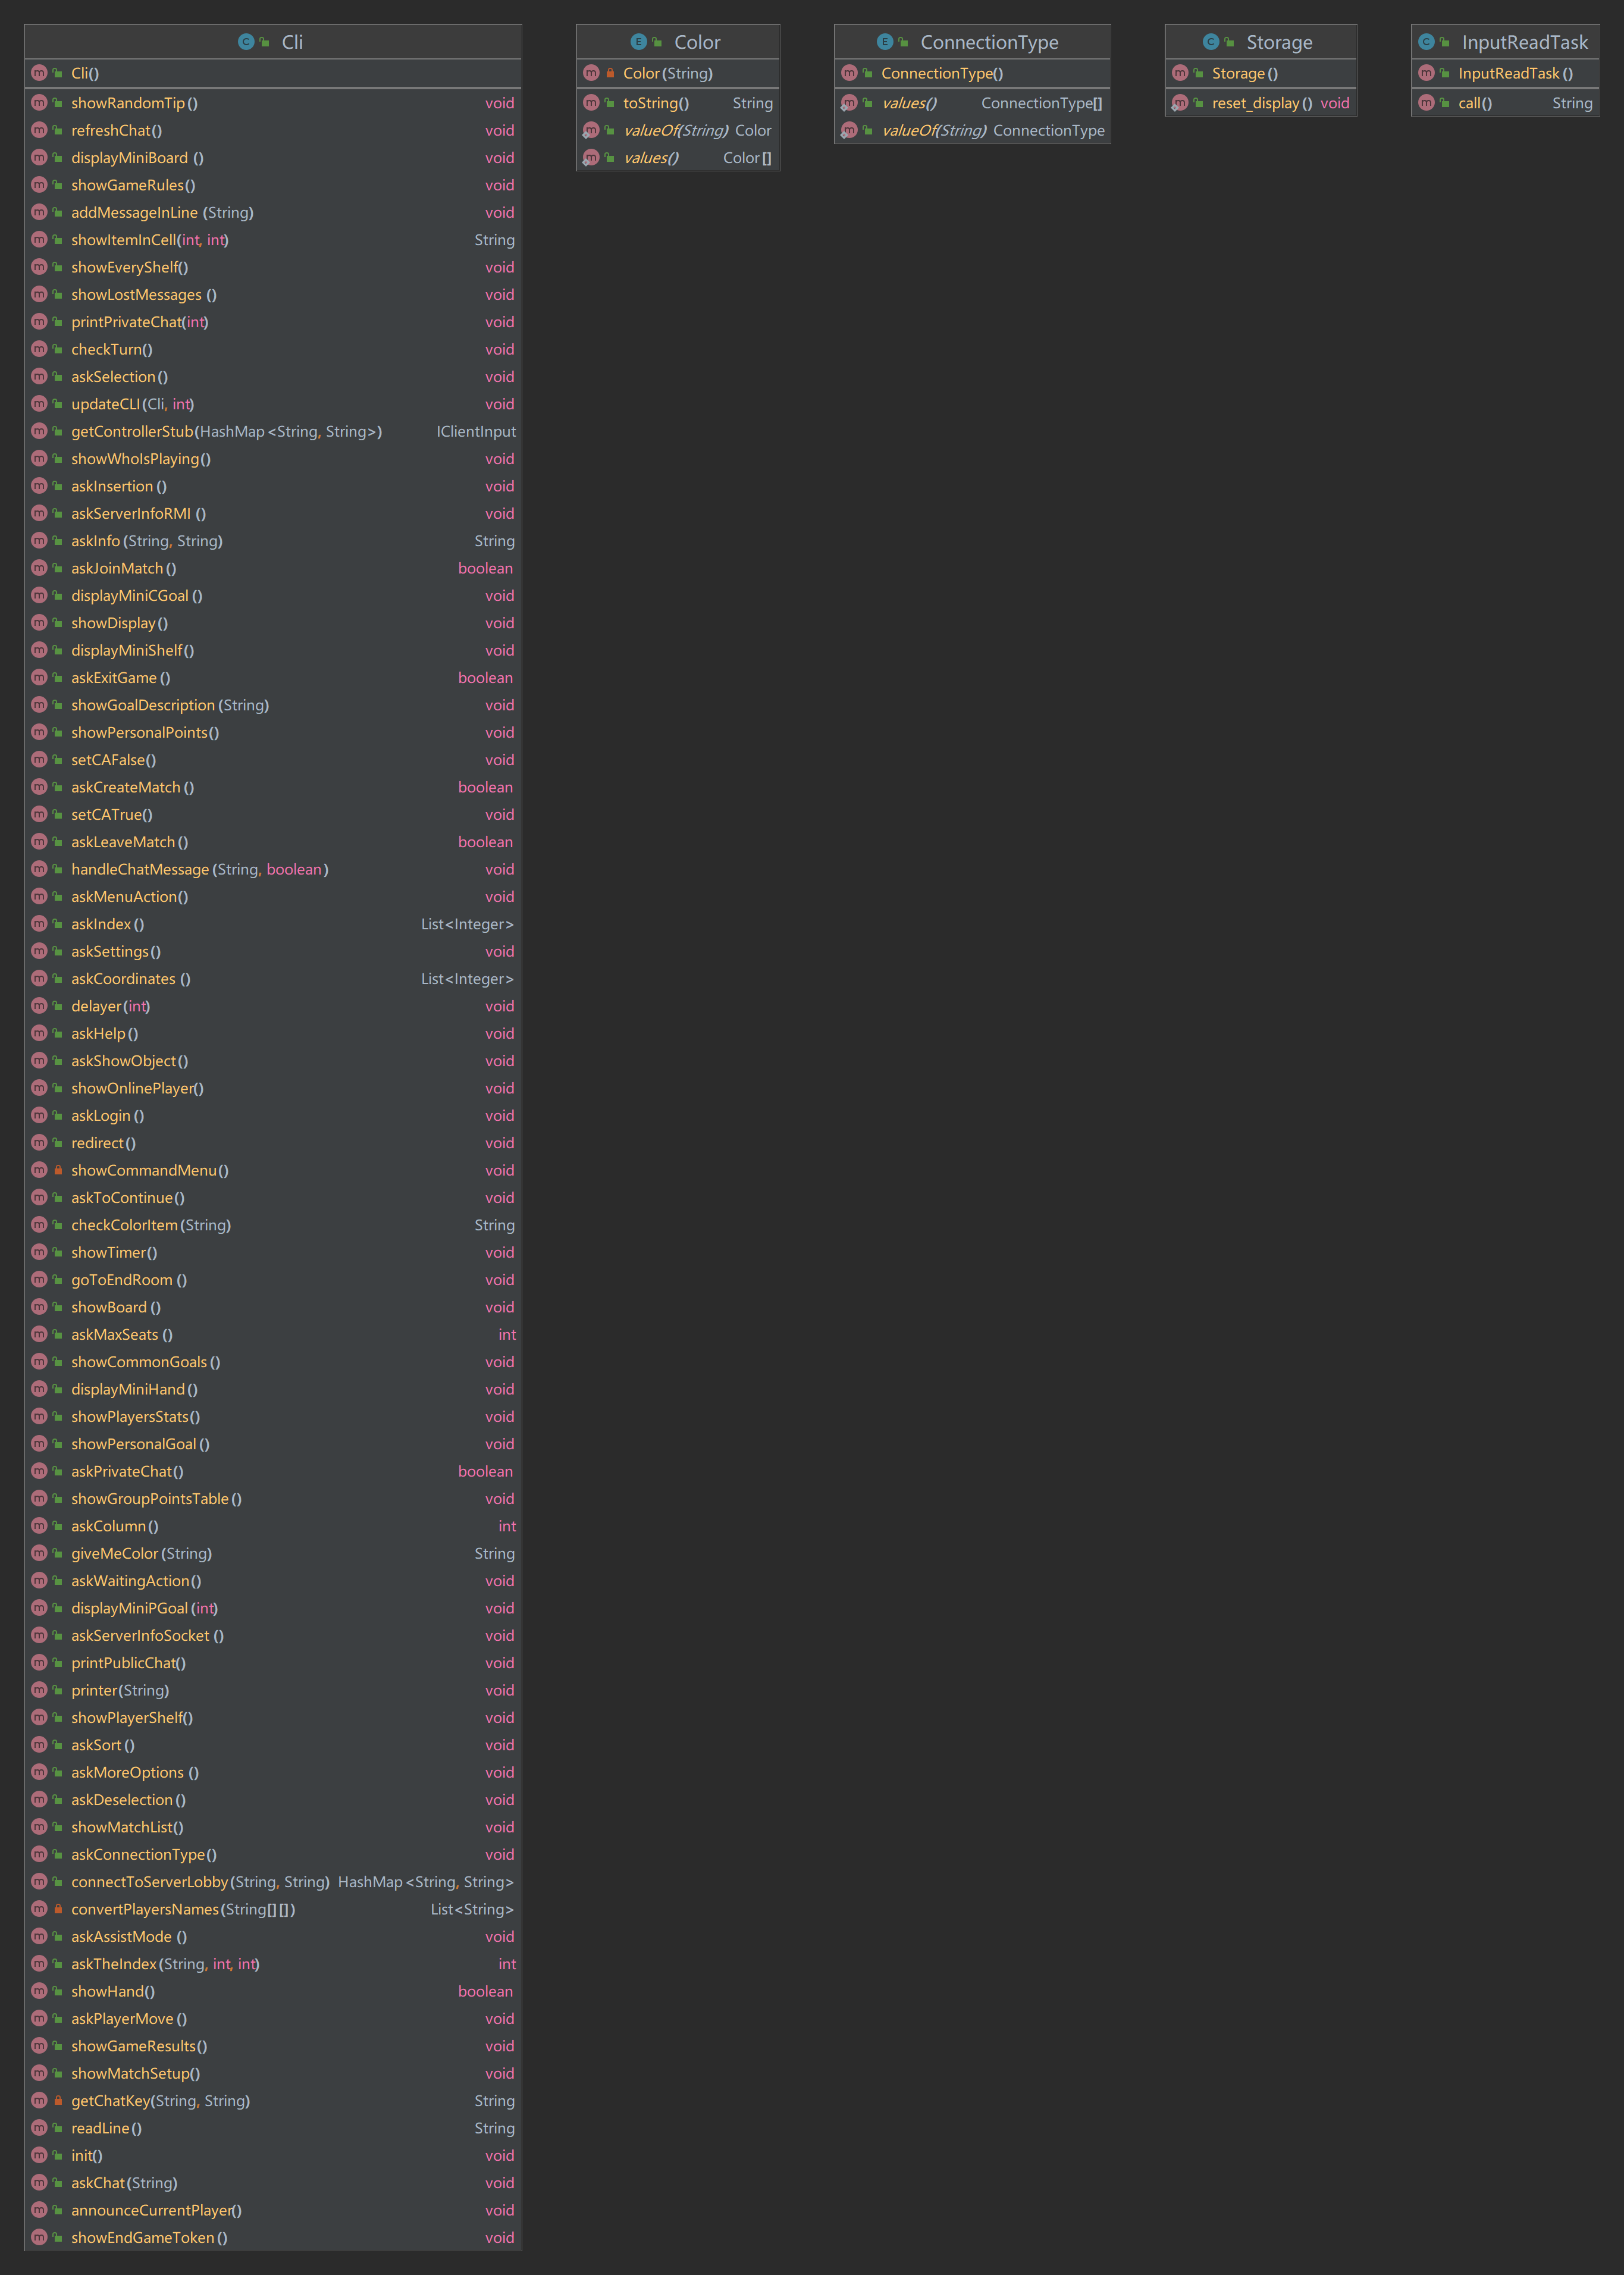 Cli
Cli()
showRandomTip() void
refreshChat() void
displayMiniBoard() void
showGameRules() void
addMessageInLine(String) void
showItemInCell(int, int) String
showEveryShelf() void
showLostMessages() void
printPrivateChat(int) void
checkTurn() void
askSelection() void
updateCLI(Cli, int) void
getControllerStub(HashMap<String, String>) IClientInput
showWhoIsPlaying() void
askInsertion() void
askServerInfoRMI() void
askInfo(String, String) String
askJoinMatch() boolean
displayMiniCGoal() void
showDisplay() void
displayMiniShelf() void
askExitGame() boolean
showGoalDescription(String) void
showPersonalPoints() void
setCAFalse() void
askCreateMatch() boolean
setCATrue() void
askLeaveMatch() boolean
handleChatMessage(String, boolean) void
askMenuAction() void
askIndex() List<Integer>
askSettings() void
askCoordinates() List<Integer>
delayer(int) void
askHelp() void
askShowObject() void
showOnlinePlayer() void
askLogin() void
redirect() void
showCommandMenu() void
askToContinue() void
checkColorItem(String) String
showTimer() void
goToEndRoom() void
showBoard() void
askMaxSeats() int
showCommonGoals() void
displayMiniHand() void
showPlayersStats() void
showPersonalGoal() void
askPrivateChat() boolean
showGroupPointsTable() void
askColumn() int
giveMeColor(String) String
askWaitingAction() void
displayMiniPGoal(int) void
askServerInfoSocket() void
printPublicChat() void
printer(String) void
showPlayerShelf() void
askSort() void
askMoreOptions() void
askDeselection() void
showMatchList() void
askConnectionType() void
connectToServerLobby(String, String) HashMap<String, String>
convertPlayersNames(String[][]) List<String>
askAssistMode() void
askTheIndex(String, int, int) int
showHand() boolean
askPlayerMove() void
showGameResults() void
showMatchSetup() void
getChatKey(String, String) String
readLine() String
init() void
askChat(String) void
announceCurrentPlayer() void
showEndGameToken() void
Color
Color(String)
toString() String
valueOf(String) Color
values() Color[]
ConnectionType
ConnectionType()
values() ConnectionType[]
valueOf(String) ConnectionType
Storage
Storage()
reset_display() void
InputReadTask
InputReadTask()
call() String